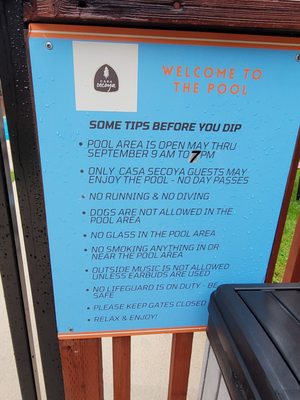 CASA
secoya
WELCOME TO
THE POOL
SOME TIPS BEFORE YOU DIP
• POOL AREA IS OPEN MAY THRU
SEPTEMBER 9 AM TO 7 PM
• ONLY CASA SECOYA GUESTS MAY
ENJOY THE POOL - NO DAY PASSES
• NO RUNNING & NO DIVING
• DOGS ARE NOT ALLOWED IN THE
POOL AREA
• NO GLASS IN THE POOL AREA
• NO SMOKING ANYTHING IN OR
NEAR THE POOL AREA
• OUTSIDE MUSIC IS NOT ALLOWED
UNLESS EARBUDS ARE USED
• NO LIFEGUARD IS ON DUTY - BE
SAFE
• PLEASE KEEP GATES CLOSED
• RELAX & ENJOY!